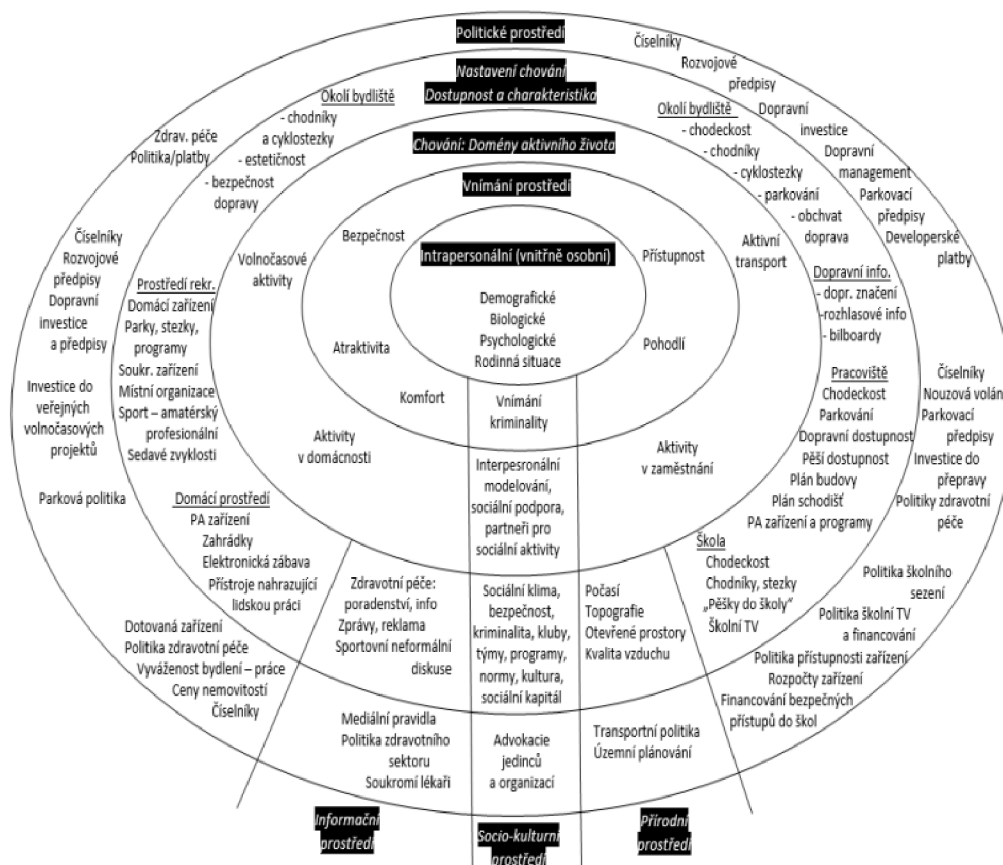 Politické prostředí
Číselníky
Rozvojové
předpisy
Nastavení chování
Dostupnost a charakteristika
Okolí bydliště
- chodníky
a cyklostezky
- estetičnost
- bezpečnost
dopravy
Okolí bydliště
- chodeckost
- chodníky
- cyklostezky
- parkování
- obchvat
doprava
Dopravní
investice
Dopravní
management
Parkovací
předpisy
Developerské
platby
Zdrav. péče
Politika/platby
Chování: Domény aktivního života
Vnímání prostředí
Bezpečnost
Intrapersonální (vnitřně osobní)
Přístupnost
Volnočasové
aktivity
Aktivní
transport
Demografické
Biologické
Psychologické
Rodinná situace
Atraktivita
Pohodlí
Komfort
Vnímání
kriminality
Číselníky
Rozvojové
předpisy
Dopravní
investice
a předpisy
Investice do
veřejných
volnočasových
projektů
Parková politika
Prostředí rekr.
Domácí zařízení
Parky, stezky,
programy
Soukr. zařízení
Místní organizace
Sport – amatérský
profesionální
Sedavé zvyklosti
Dopravní info.
- dopr. značení
-rozhlasové info
- bilboardy
Pracoviště
Chodeckost
Parkování
Dopravní dostupnost
Pěší dostupnost
Plán budovy
Plán schodišť
PA zařízení a programy
Číselníky
Nouzová volán
Parkovací
předpisy
Investice do
přepravy
Politiky zdravotní
péče
Aktivity
v domácnosti
Interpesronální
modelování,
sociální podpora,
partneři pro
sociální aktivity
Aktivity
v zaměstnání
Domácí prostředí
PA zařízení
Zahrádky
Elektronická zábava
Přístroje nahrazující
lidskou práci
Škola
Chodeckost
Chodníky, stezky
„Pěšky do školy“
Školní TV
Zdravotní péče:
poradenství, info
Zprávy, reklama
Sportovní neformální
diskuse
Sociální klima,
bezpečnost,
kriminalita, kluby,
týmy, programy,
normy, kultura,
sociální kapitál
Počasí
Topografie
Otevřené prostory
Kvalita vzduchu
Politika školního
sezení
Politika školní TV
a financování
Politika přístupnosti zařízení
Rozpočty zařízení
Financování bezpečných
přístupů do škol
Dotovaná zařízení
Politika zdravotní péče
Vyváženost bydlení – práce
Ceny nemovitostí
Číselníky
Mediální pravidla
Politika zdravotního
sektoru
Soukromí lékaři
Advokacie
jedinců
a organizací
Transportní politika
Územní plánování
Informační
prostředí
Socio-kulturní
prostředí
Přírodní
prostředí